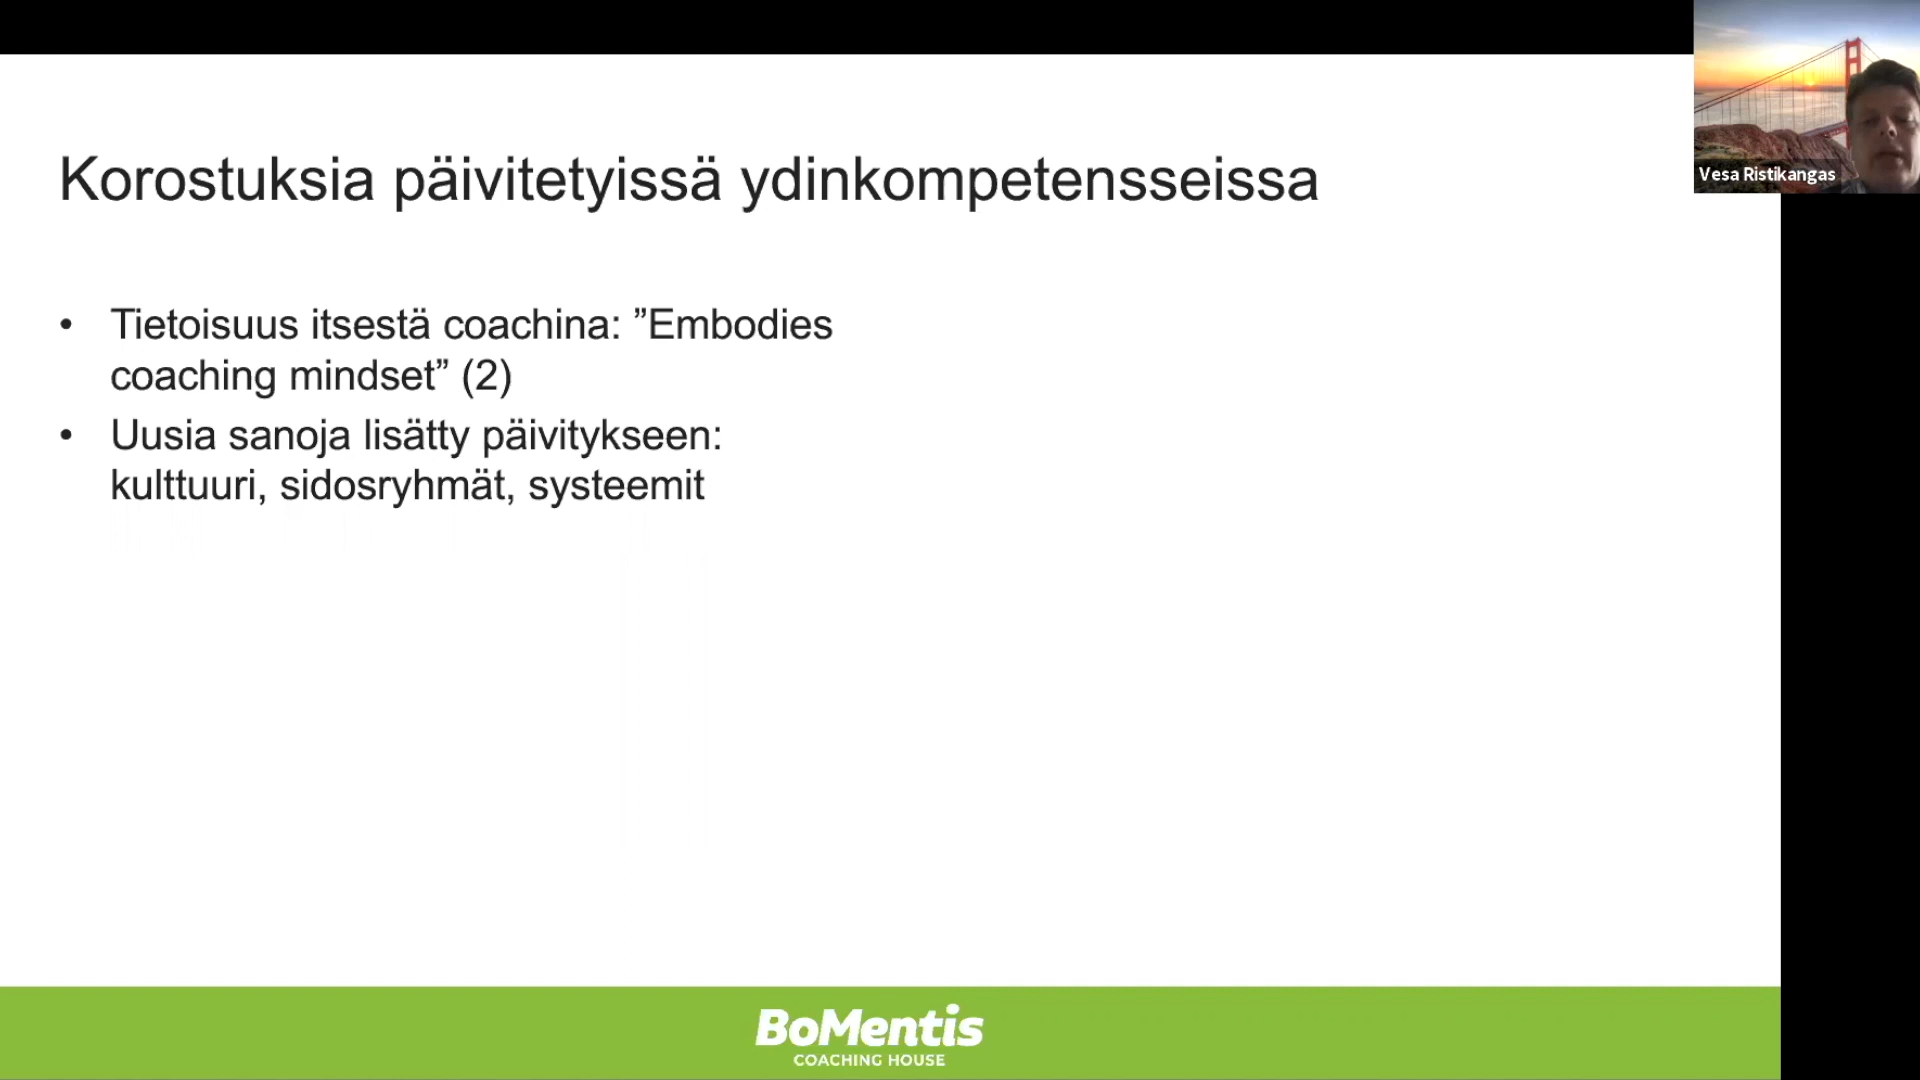 Vesa Ristikangas
Korostuksia päivitetyissä ydinkompetensseissa
• Tietoisuus itsestä coachina: ”Embodies
coaching mindset” (2)
• Uusia sanoja lisätty päivitykseen:
kulttuuri, sidosryhmät, systeemit
BoMentis
COACHING HOUSE